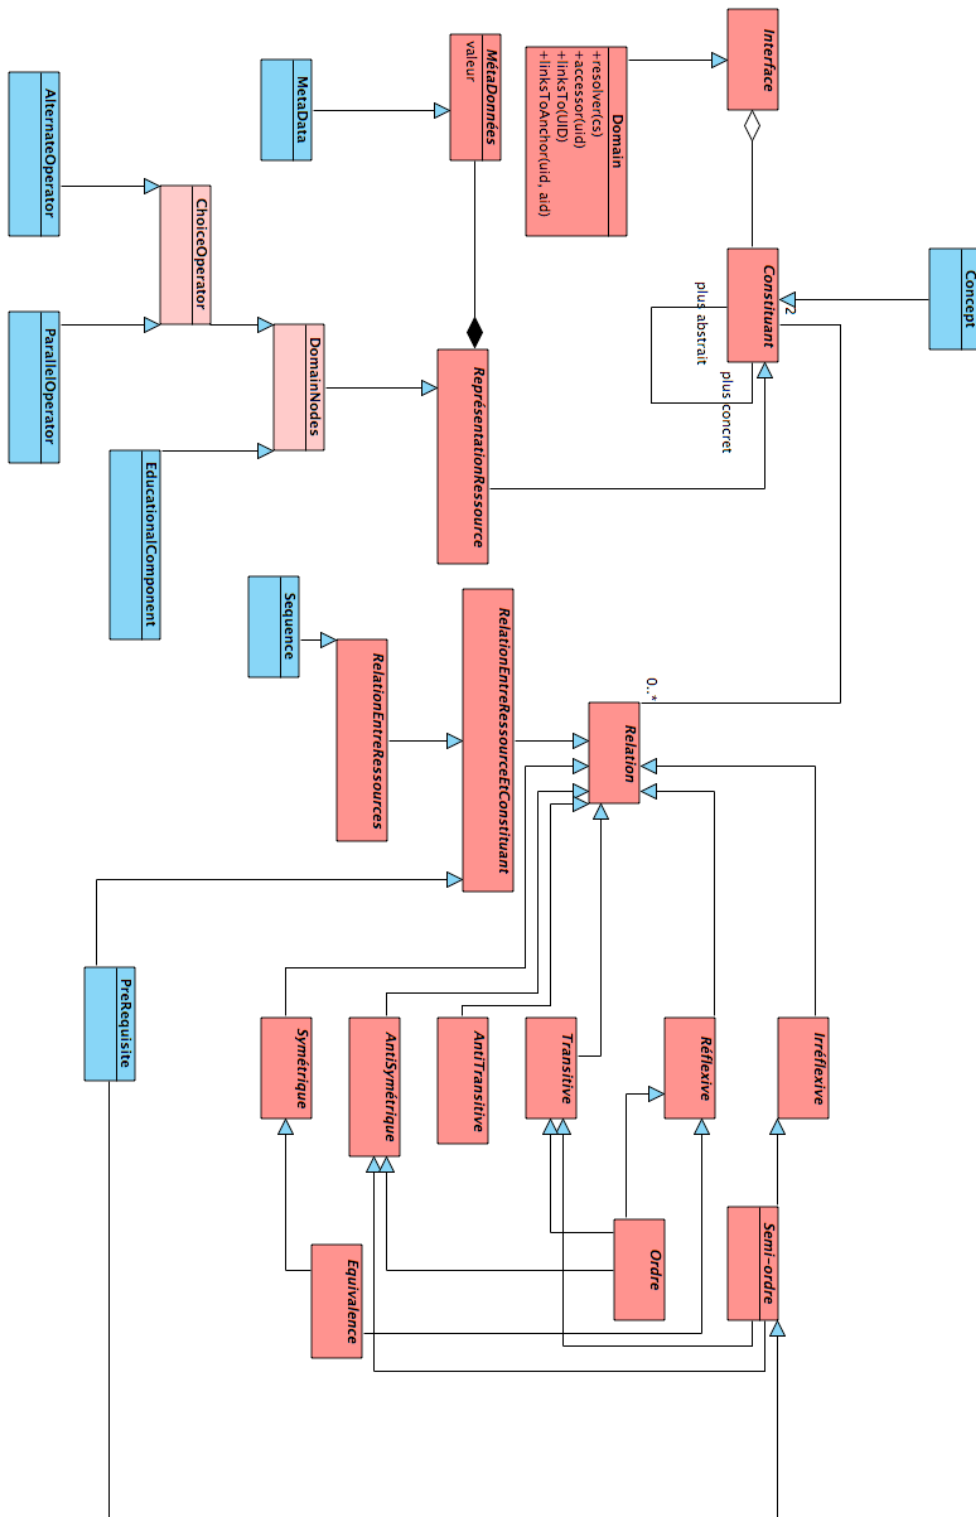 Concept
Interface
Constituant
2
plus abstrait
plus concret
Domain
+resolver(cs)
+accessor(uid)
+linksTo(UID)
+linksToAnchor(uid, aid)
MétaDonnées
valeur
MetaData
ReprésentationRessource
DomainNodes
ChoiceOperator
AlternateOperator
ParallelOperator
EducationalComponent
0..*
Relation
RelationEntreRessourceEtConstituant
RelationEntreRessources
Sequence
PreRequisite
Irréflexive
Réflexive
Transitive
AntiTransitive
AntiSymétrique
Symétrique
Semi-ordre
Ordre
Equivalence